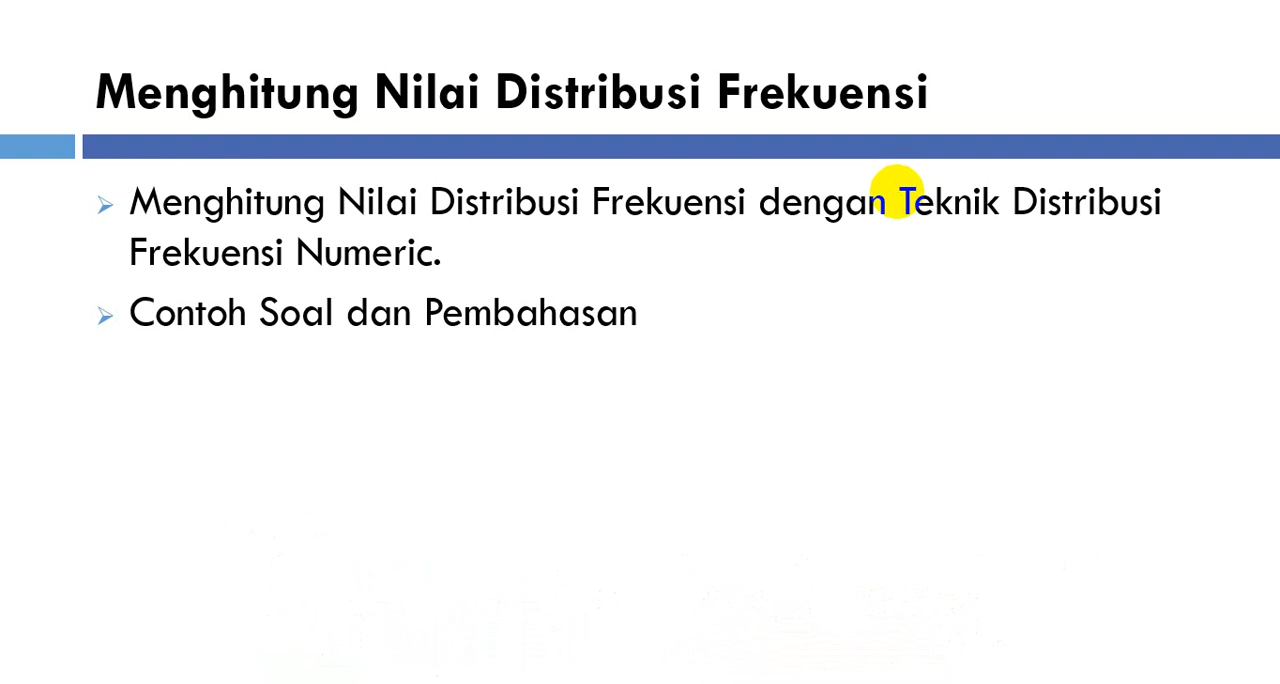 Menghitung Nilai Distribusi Frekuensi
Menghitung Nilai Distribusi Frekuensi dengan Teknik Distribusi
Frekuensi Numeric.
Contoh Soal dan Pembahasan